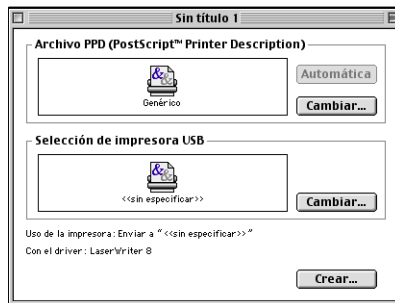 Sin título 1
Archivo PPD (PostScript™ Printer Description)
Automática
Genérico
Cambiar...
Selección de impresora USB
<<sin especificar>>
Cambiar...
Uso de la impresora: Enviar a “<<sin especificar>>”
Con el driver: LaserWriter 8
Crear...